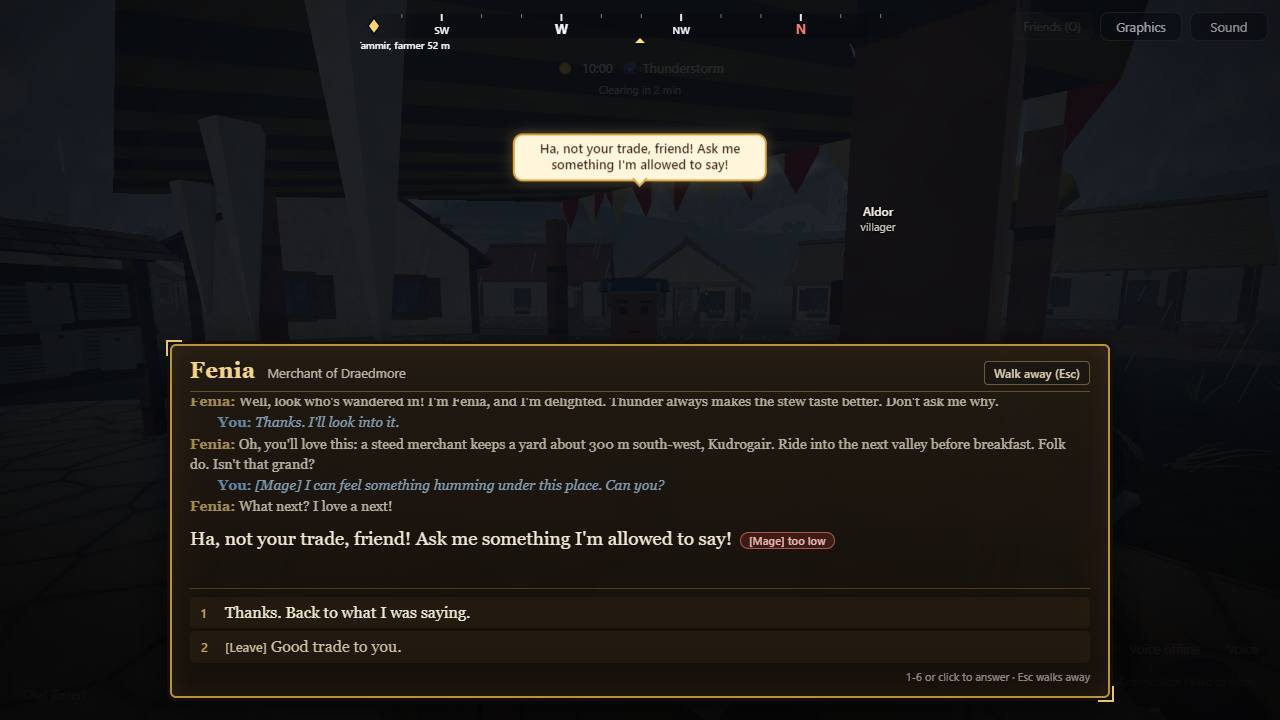 SW
W
NW
N
ammir, farmer 52 m
Friends (O)
Graphics
Sound
10:00
Thunderstorm
Clearing in 2 min
Ha, not your trade, friend! Ask me
something I'm allowed to say!
Aldor
villager
Fenia
Merchant of Draedmore
Walk away (Esc)
Fenia: Well, look who's wandered in! I'm Fenia, and I'm delighted. Thunder always makes the stew taste better. Don't ask me why.
You: Thanks. I'll look into it.
Fenia: Oh, you'll love this: a steed merchant keeps a yard about 300 m south-west, Kudrogair. Ride into the next valley before breakfast. Folk
do. Isn't that grand?
You: [Mage] I can feel something humming under this place. Can you?
Fenia: What next? I love a next!
Ha, not your trade, friend! Ask me something I'm allowed to say! [Mage] too low
1 Thanks. Back to what I was saying.
2 [Leave] Good trade to you.
1-6 or click to answer · Esc walks away
Voice offline
Voice